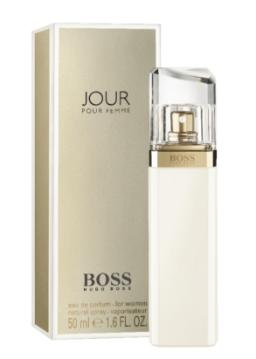 JOUR
POUR FEMME
BOSS
BOSS
HUGO BOSS
eau de parfum - for women
natural spray - vaporisateur
50 ml e 1.6 FL. OZ.